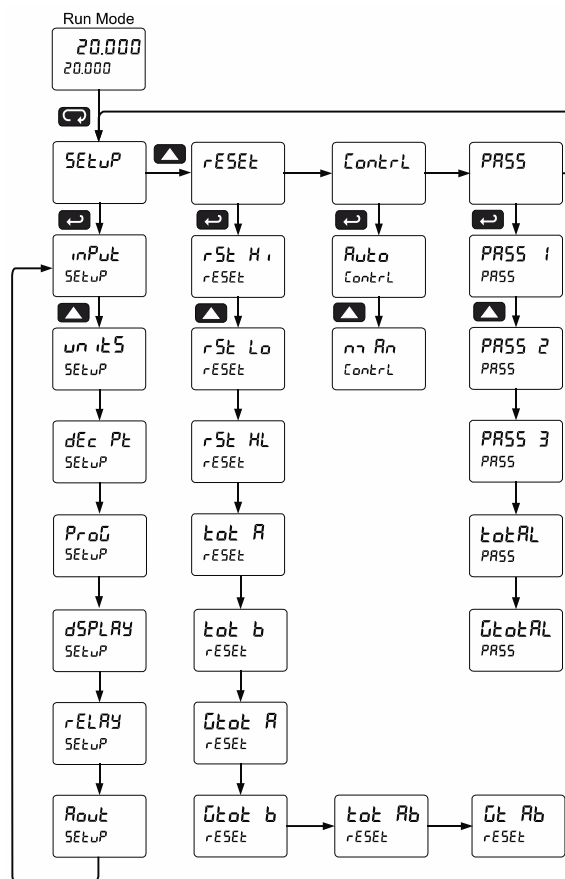 Run Mode
20.000
20.000
SEtuP
rESEt
ContrL
PASS
inPut
SEtuP
rSt Hi
rESEt
Auto
ContrL
PASS 1
PASS
unitS
SEtuP
rSt Lo
rESEt
mAn
ContrL
PASS 2
PASS
dEc Pt
SEtuP
rSt HL
rESEt
PASS 3
PASS
ProG
SEtuP
tot A
rESEt
totAL
PASS
dSPLAY
SEtuP
tot b
rESEt
GtotAL
PASS
rELAY
SEtuP
Gtot A
rESEt
Aout
SEtuP
Gtot b
rESEt
tot Ab
rESEt
Gt Ab
rESEt